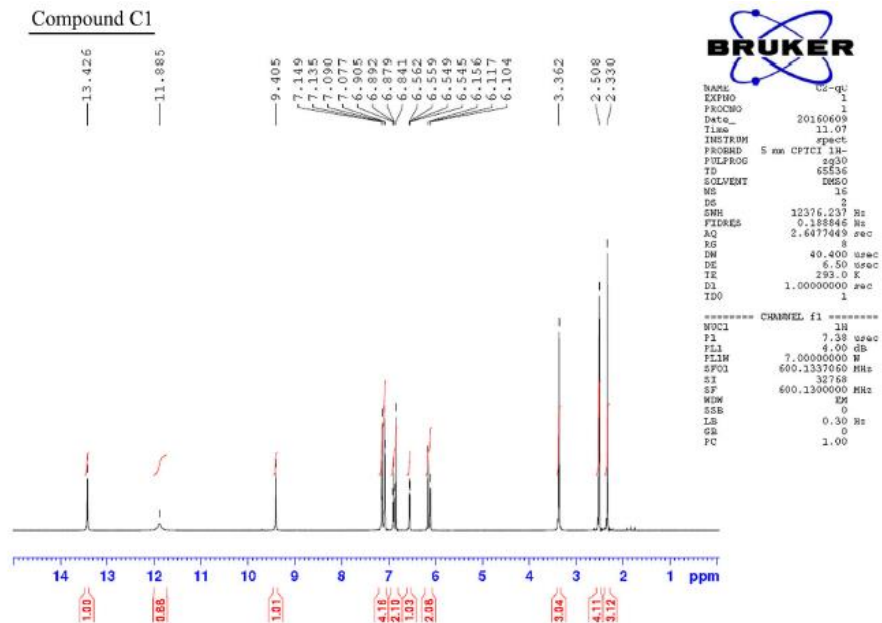 Compound C1
13.426
11.885
9.405
7.149
7.135
7.090
7.077
6.905
6.892
6.879
6.841
6.562
6.559
6.549
6.545
6.156
6.117
6.104
3.362
2.508
2.330
BRUKER
NAME
EXPNO 1
PROCNO 1
Date_ 20160609
Time 11.07
INSTRUM spect
PROBHD 5 mm CPTCI 1H-
PULPROG zg30
TD 65536
SOLVENT DMSO
NS 16
DS 2
SWH 12376.237 Hz
FIDRES 0.188846 Hz
AQ 2.6477449 sec
RG 8
DW 40.400 usec
DE 6.50 usec
TE 293.0 K
D1 1.00000000 sec
TD0 1
======== CHANNEL f1 ========
NUC1 1H
P1 7.38 usec
PL1 4.00 dB
PL1W 7.00000000 W
SFO1 600.1337060 MHz
SI 32768
SF 600.1300000 MHz
WDW EM
SSB 0
LB 0.30 Hz
GB 0
PC 1.00
14 13 12 11 10 9 8 7 6 5 4 3 2 1 ppm
1.00
0.88
1.01
4.16
2.10
1.03
2.06
3.04
4.11
3.12